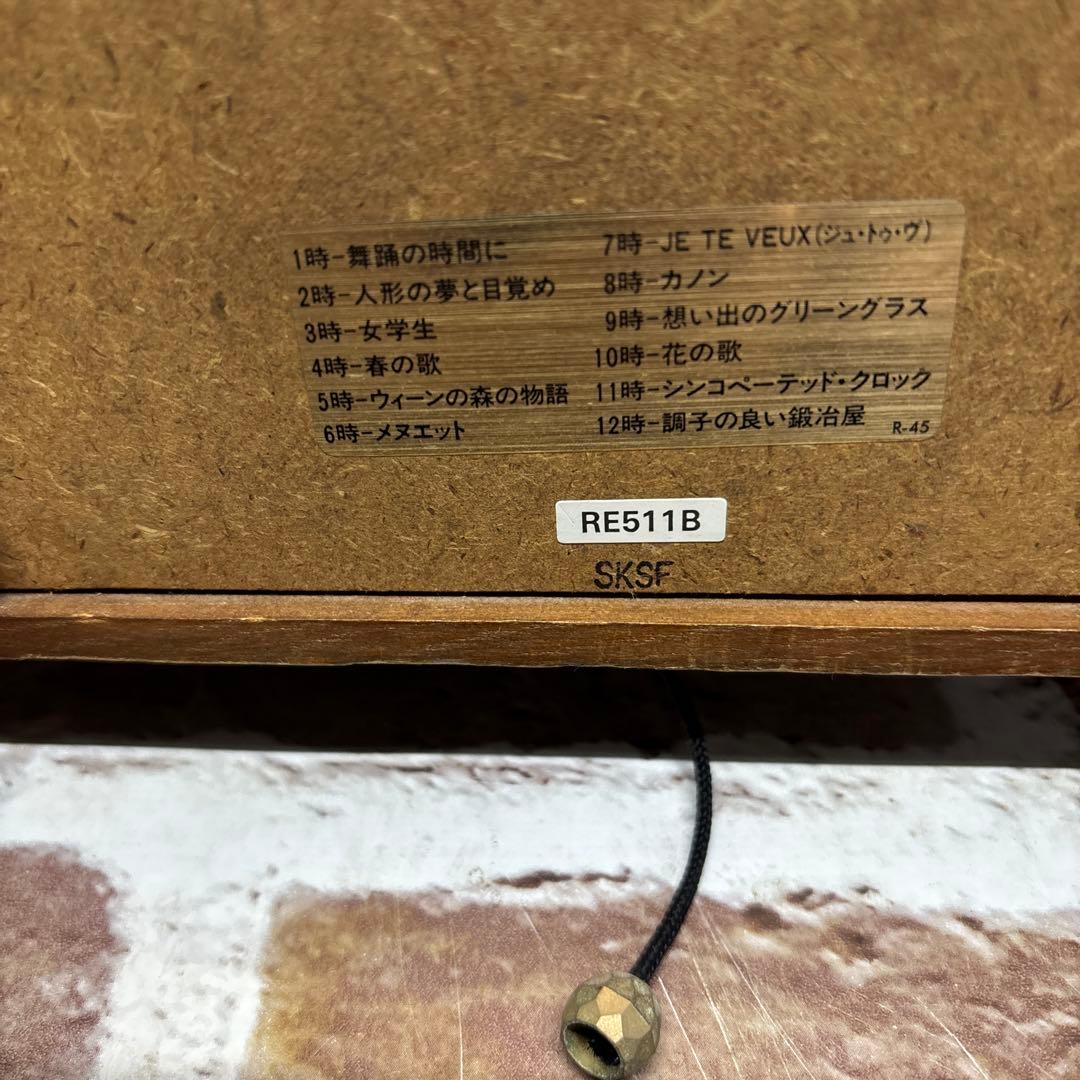 1時-舞踊の時間に
2時-人形の夢と目覚め
3時-女学生
4時-春の歌
5時-ウィーンの森の物語
6時-メヌエット
7時-JE TE VEUX(ジュ・トゥ・ヴ)
8時-カノン
9時-想い出のグリーングラス
10時-花の歌
11時-シンコペーテッド・クロック
12時-調子の良い鍛冶屋
R-45
RE511B
SKSF